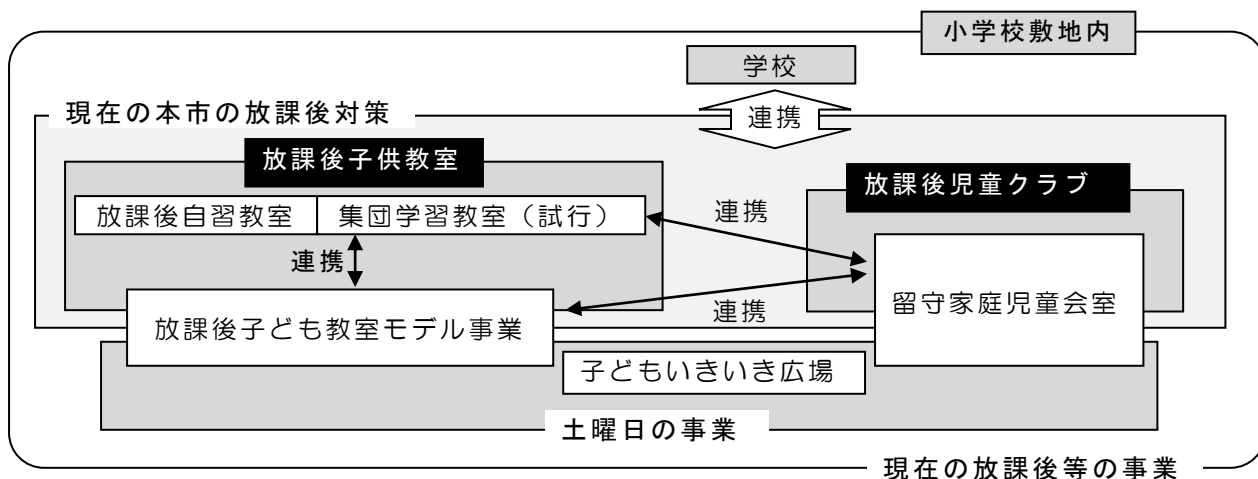 小学校敷地内
学校
連携
現在の本市の放課後対策
放課後子供教室
放課後児童クラブ
放課後自習教室
集団学習教室（試行）
連携
連携
留守家庭児童会室
連携
放課後子ども教室モデル事業
子どもいきいき広場
土曜日の事業
現在の放課後等の事業